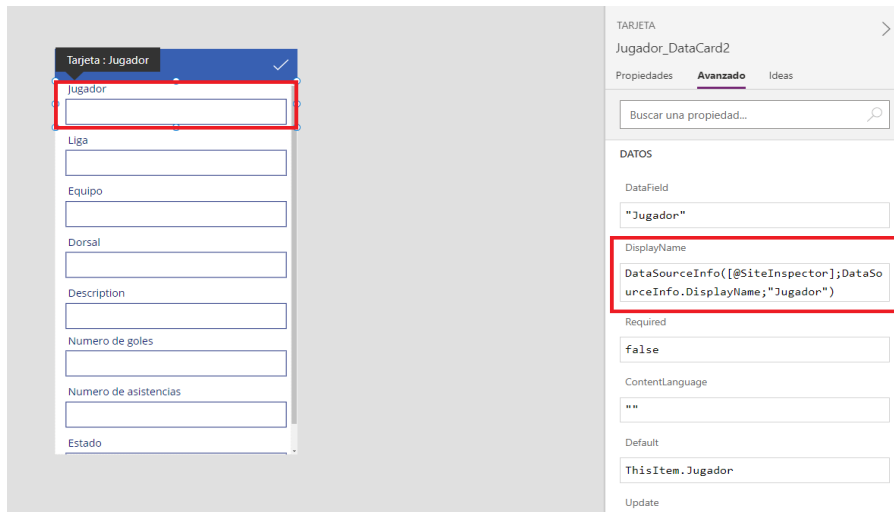 Tarjeta : Jugador
Jugador
Liga
Equipo
Dorsal
Description
Numero de goles
Numero de asistencias
Estado
TARJETA
Jugador_DataCard2
Propiedades Avanzado Ideas
Buscar una propiedad...
DATOS
DataField
"Jugador"
DisplayName
DataSourceInfo([@SiteInspector];DataSo
urceInfo.DisplayName;"Jugador")
Required
false
ContentLanguage
""
Default
ThisItem.Jugador
Update